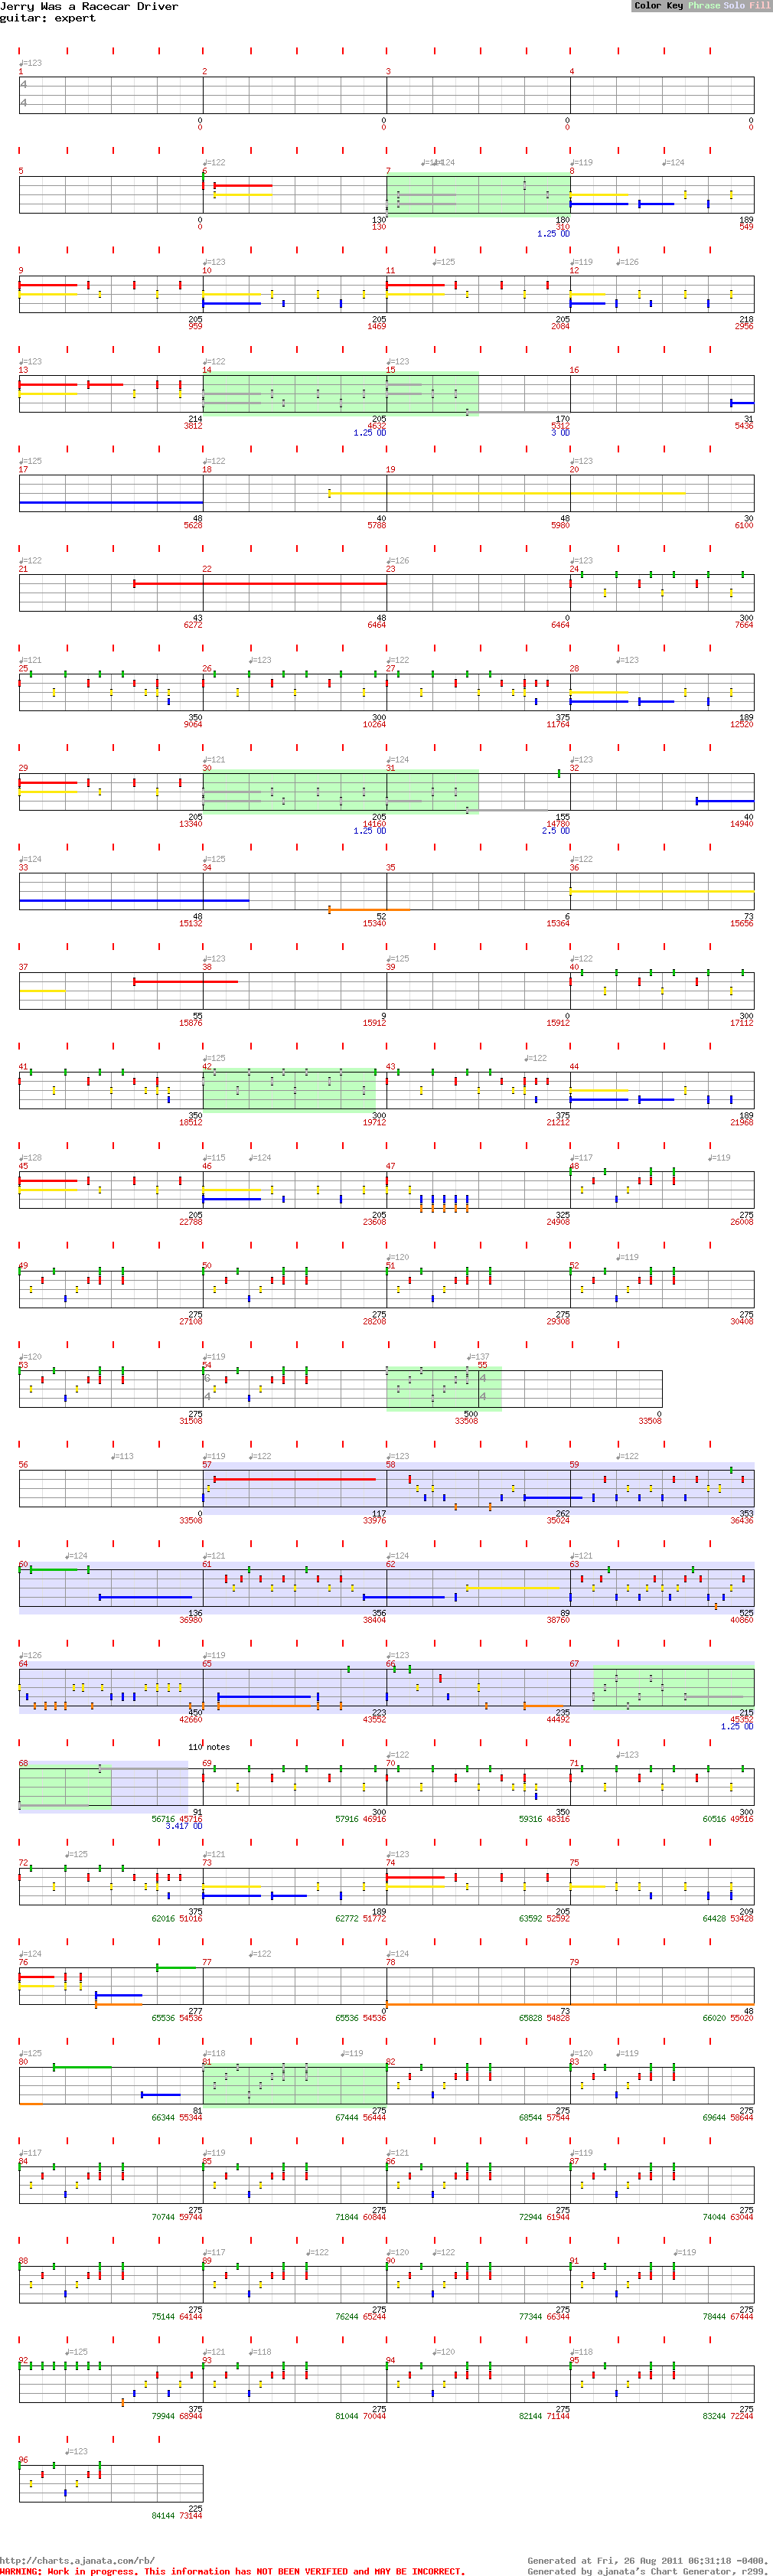 Jerry Was a Racecar Driver
Color Key Phrase Solo Fill
guitar: expert
♩=123
1 2 3 4
4
4
0 0 0 0
0 0 0 0
♩=122 ♩=124 ♩=119 ♩=124
5 6 7 8
0 130 180 189
0 130 310 549
1.25 OD
♩=123 ♩=125 ♩=119 ♩=126
9 10 11 12
205 205 205 218
959 1469 2084 2956
♩=123 ♩=122 ♩=123
13 14 15 16
214 205 170 31
3812 4632 5312 5436
1.25 OD 3 OD
♩=125 ♩=122 ♩=123
17 18 19 20
48 40 48 30
5628 5788 5980 6100
♩=122 ♩=126 ♩=123
21 22 23 24
43 48 0 300
6272 6464 6464 7664
♩=121 ♩=123 ♩=122 ♩=123
25 26 27 28
350 300 375 189
9064 10264 11764 12520
♩=121 ♩=124 ♩=123
29 30 31 32
205 205 155 40
13340 14160 14780 14940
1.25 OD 2.5 OD
♩=124 ♩=125 ♩=122
33 34 35 36
48 52 6 73
15132 15340 15364 15656
♩=123 ♩=125 ♩=122
37 38 39 40
55 9 0 300
15876 15912 15912 17112
♩=125 ♩=122
41 42 43 44
350 300 375 189
18512 19712 21212 21968
♩=128 ♩=115 ♩=124 ♩=117 ♩=119
45 46 47 48
205 205 325 275
22788 23608 24908 26008
♩=120 ♩=119
49 50 51 52
275 275 275 275
27108 28208 29308 30408
♩=120 ♩=119 ♩=137
53 54 55
6 4
4 4
275 500 0
31508 33508 33508
♩=113 ♩=119 ♩=122 ♩=123 ♩=122
56 57 58 59
0 117 262 353
33508 33976 35024 36436
♩=124 ♩=121 ♩=124 ♩=121
60 61 62 63
136 356 89 525
36980 38404 38760 40860
♩=126 ♩=119 ♩=123
64 65 66 67
450 223 235 215
42660 43552 44492 45352
1.25 OD
110 notes
♩=122 ♩=123
68 69 70 71
91 300 350 300
56716 45716 57916 46916 59316 48316 60516 49516
3.417 OD
♩=125 ♩=121 ♩=123
72 73 74 75
375 189 205 209
62016 51016 62772 51772 63592 52592 64428 53428
♩=124 ♩=122 ♩=124
76 77 78 79
277 0 73 48
65536 54536 65536 54536 65828 54828 66020 55020
♩=125 ♩=118 ♩=119 ♩=120 ♩=119
80 81 82 83
81 275 275 275
66344 55344 67444 56444 68544 57544 69644 58644
♩=117 ♩=119 ♩=121 ♩=119
84 85 86 87
275 275 275 275
70744 59744 71844 60844 72944 61944 74044 63044
♩=117 ♩=122 ♩=120 ♩=122 ♩=119
88 89 90 91
275 275 275 275
75144 64144 76244 65244 77344 66344 78444 67444
♩=125 ♩=121 ♩=118 ♩=120 ♩=118
92 93 94 95
375 275 275 275
79944 68944 81044 70044 82144 71144 83244 72244
♩=123
96
225
84144 73144
http://charts.ajanata.com/rb/
Generated at Fri, 26 Aug 2011 06:31:18 -0400.
WARNING: Work in progress. This information has NOT BEEN VERIFIED and MAY BE INCORRECT.
Generated by ajanata's Chart Generator, r299.